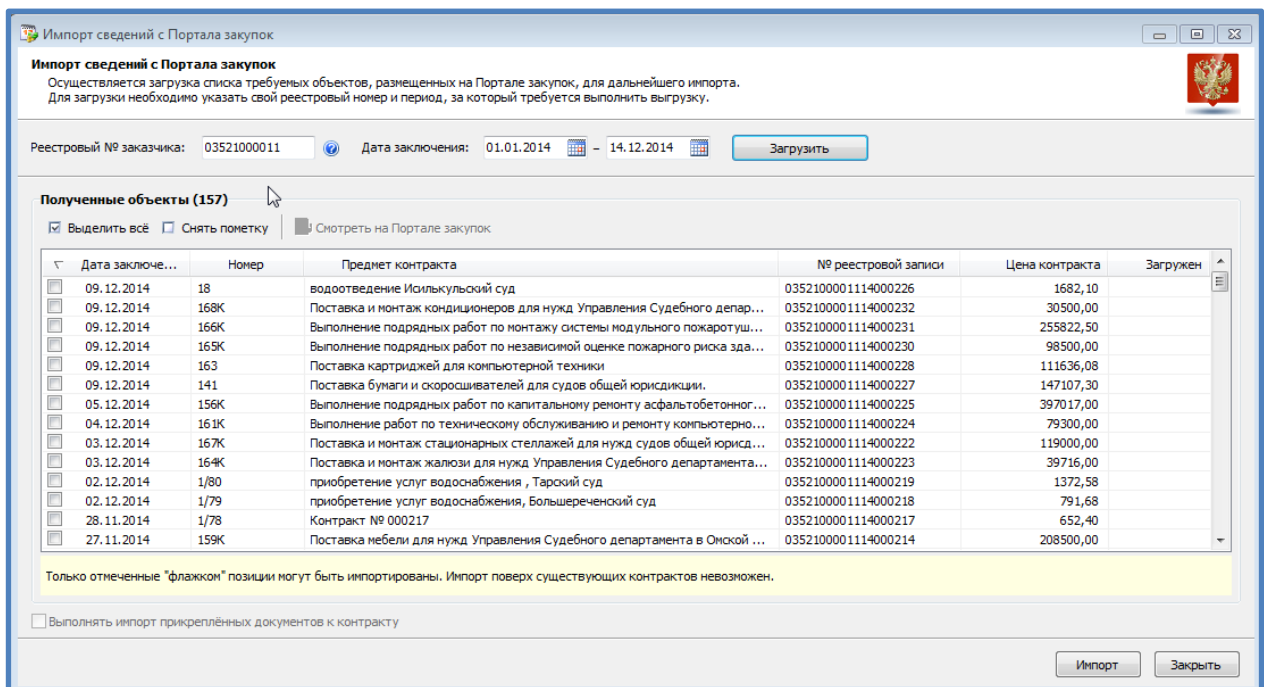 Импорт сведений с Портала закупок
Импорт сведений с Портала закупок
Осуществляется загрузка списка требуемых объектов, размещенных на Портале закупок, для дальнейшего импорта.
Для загрузки необходимо указать свой реестровый номер и период, за который требуется выполнить выгрузку.
Реестровый № заказчика: 03521000011 Дата заключения: 01.01.2014 – 14.12.2014 Загрузить
Полученные объекты (157)
Выделить всё Снять пометку Смотреть на Портале закупок
Дата заключе... Номер Предмет контракта № реестровой записи Цена контракта Загружен
09.12.2014 18 водоотведение Исилькульский суд 0352100001114000226 1682,10
09.12.2014 168К Поставка и монтаж кондиционеров для нужд Управления Судебного депар... 0352100001114000232 30500,00
09.12.2014 166К Выполнение подрядных работ по монтажу системы модульного пожаротуш... 0352100001114000231 255822,50
09.12.2014 165К Выполнение подрядных работ по независимой оценке пожарного риска зда... 0352100001114000230 98500,00
09.12.2014 163 Поставка картриджей для компьютерной техники 0352100001114000228 111636,08
09.12.2014 141 Поставка бумаги и скоросшивателей для судов общей юрисдикции. 0352100001114000227 147107,30
05.12.2014 156К Выполнение подрядных работ по капитальному ремонту асфальтобетонног... 0352100001114000225 397017,00
04.12.2014 161К Выполнение работ по техническому обслуживанию и ремонту компьютерно... 0352100001114000224 79300,00
03.12.2014 167К Поставка и монтаж стационарных стеллажей для нужд судов общей юрисд... 0352100001114000222 119000,00
03.12.2014 164К Поставка и монтаж жалюзи для нужд Управления Судебного департамента... 0352100001114000223 39716,00
02.12.2014 1/80 приобретение услуг водоснабжения , Тарский суд 0352100001114000219 1372,58
02.12.2014 1/79 приобретение услуг водоснабжения, Большереченский суд 0352100001114000218 791,68
28.11.2014 1/78 Контракт № 000217 0352100001114000217 652,40
27.11.2014 159К Поставка мебели для нужд Управления Судебного департамента в Омской ... 0352100001114000214 208500,00
Только отмеченные "флажком" позиции могут быть импортированы. Импорт поверх существующих контрактов невозможен.
Выполнять импорт прикреплённых документов к контракту
Импорт Закрыть